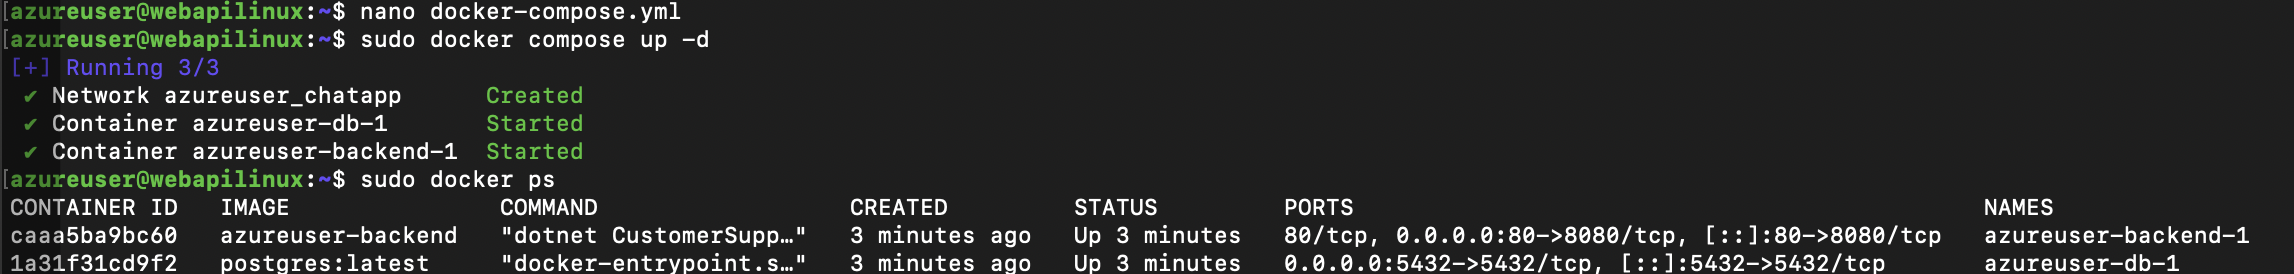 [azureuser@webapilinux:~$ nano docker-compose.yml
[azureuser@webapilinux:~$ sudo docker compose up -d
[+] Running 3/3
✔ Network azureuser_chatapp Created
✔ Container azureuser-db-1 Started
✔ Container azureuser-backend-1 Started
[azureuser@webapilinux:~$ sudo docker ps
CONTAINER ID IMAGE COMMAND CREATED STATUS PORTS NAMES
caaa5ba9bc60 azureuser-backend "dotnet CustomerSupp…" 3 minutes ago Up 3 minutes 80/tcp, 0.0.0.0:80->8080/tcp, [::]:80->8080/tcp azureuser-backend-1
1a31f31cd9f2 postgres:latest "docker-entrypoint.s…" 3 minutes ago Up 3 minutes 0.0.0.0:5432->5432/tcp, [::]:5432->5432/tcp azureuser-db-1